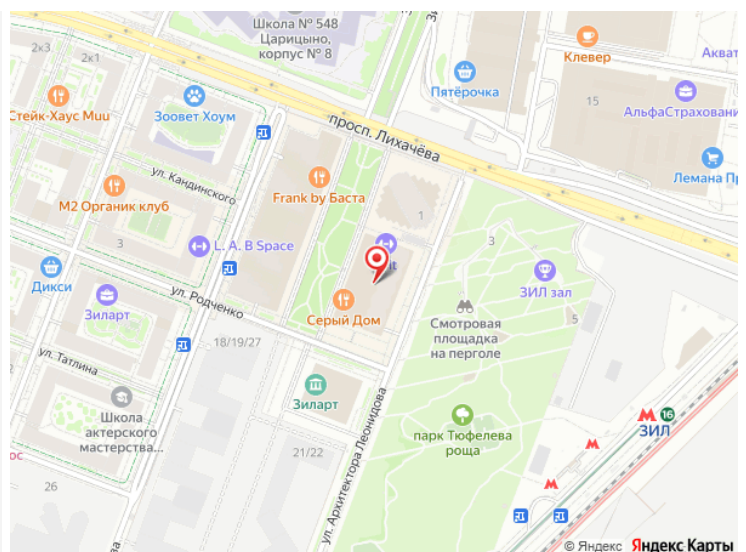 Школа № 548
Царицыно,
корпус № 8
2к3
2к1
Клевер
Пятёрочка
15
АльфаСтраховани
Стейк-Хаус Muu
Зоовет Хоум
просп. Лихачёва
Лемана Пр
ул. Кандинского
Frank by Баста
М2 Органик клуб
1
3
L. A. B Space
3
Дикси
ул. Родченко
ЗИЛ зал
Зиларт
Серый Дом
Смотровая
площадка
на перголе
5
18/19/27
ул. Татлина
Зиларт
16
ЗИЛ
Школа
актерского
мастерства...
парк Тюфелева
роща
ул. Архитектора Леонидова
21/22
26
© Яндекс Яндекс Карты